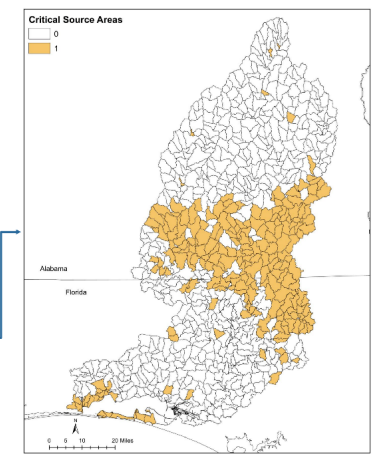 Critical Source Areas
0
1
Alabama
Florida
N
0 5 10 20 Miles